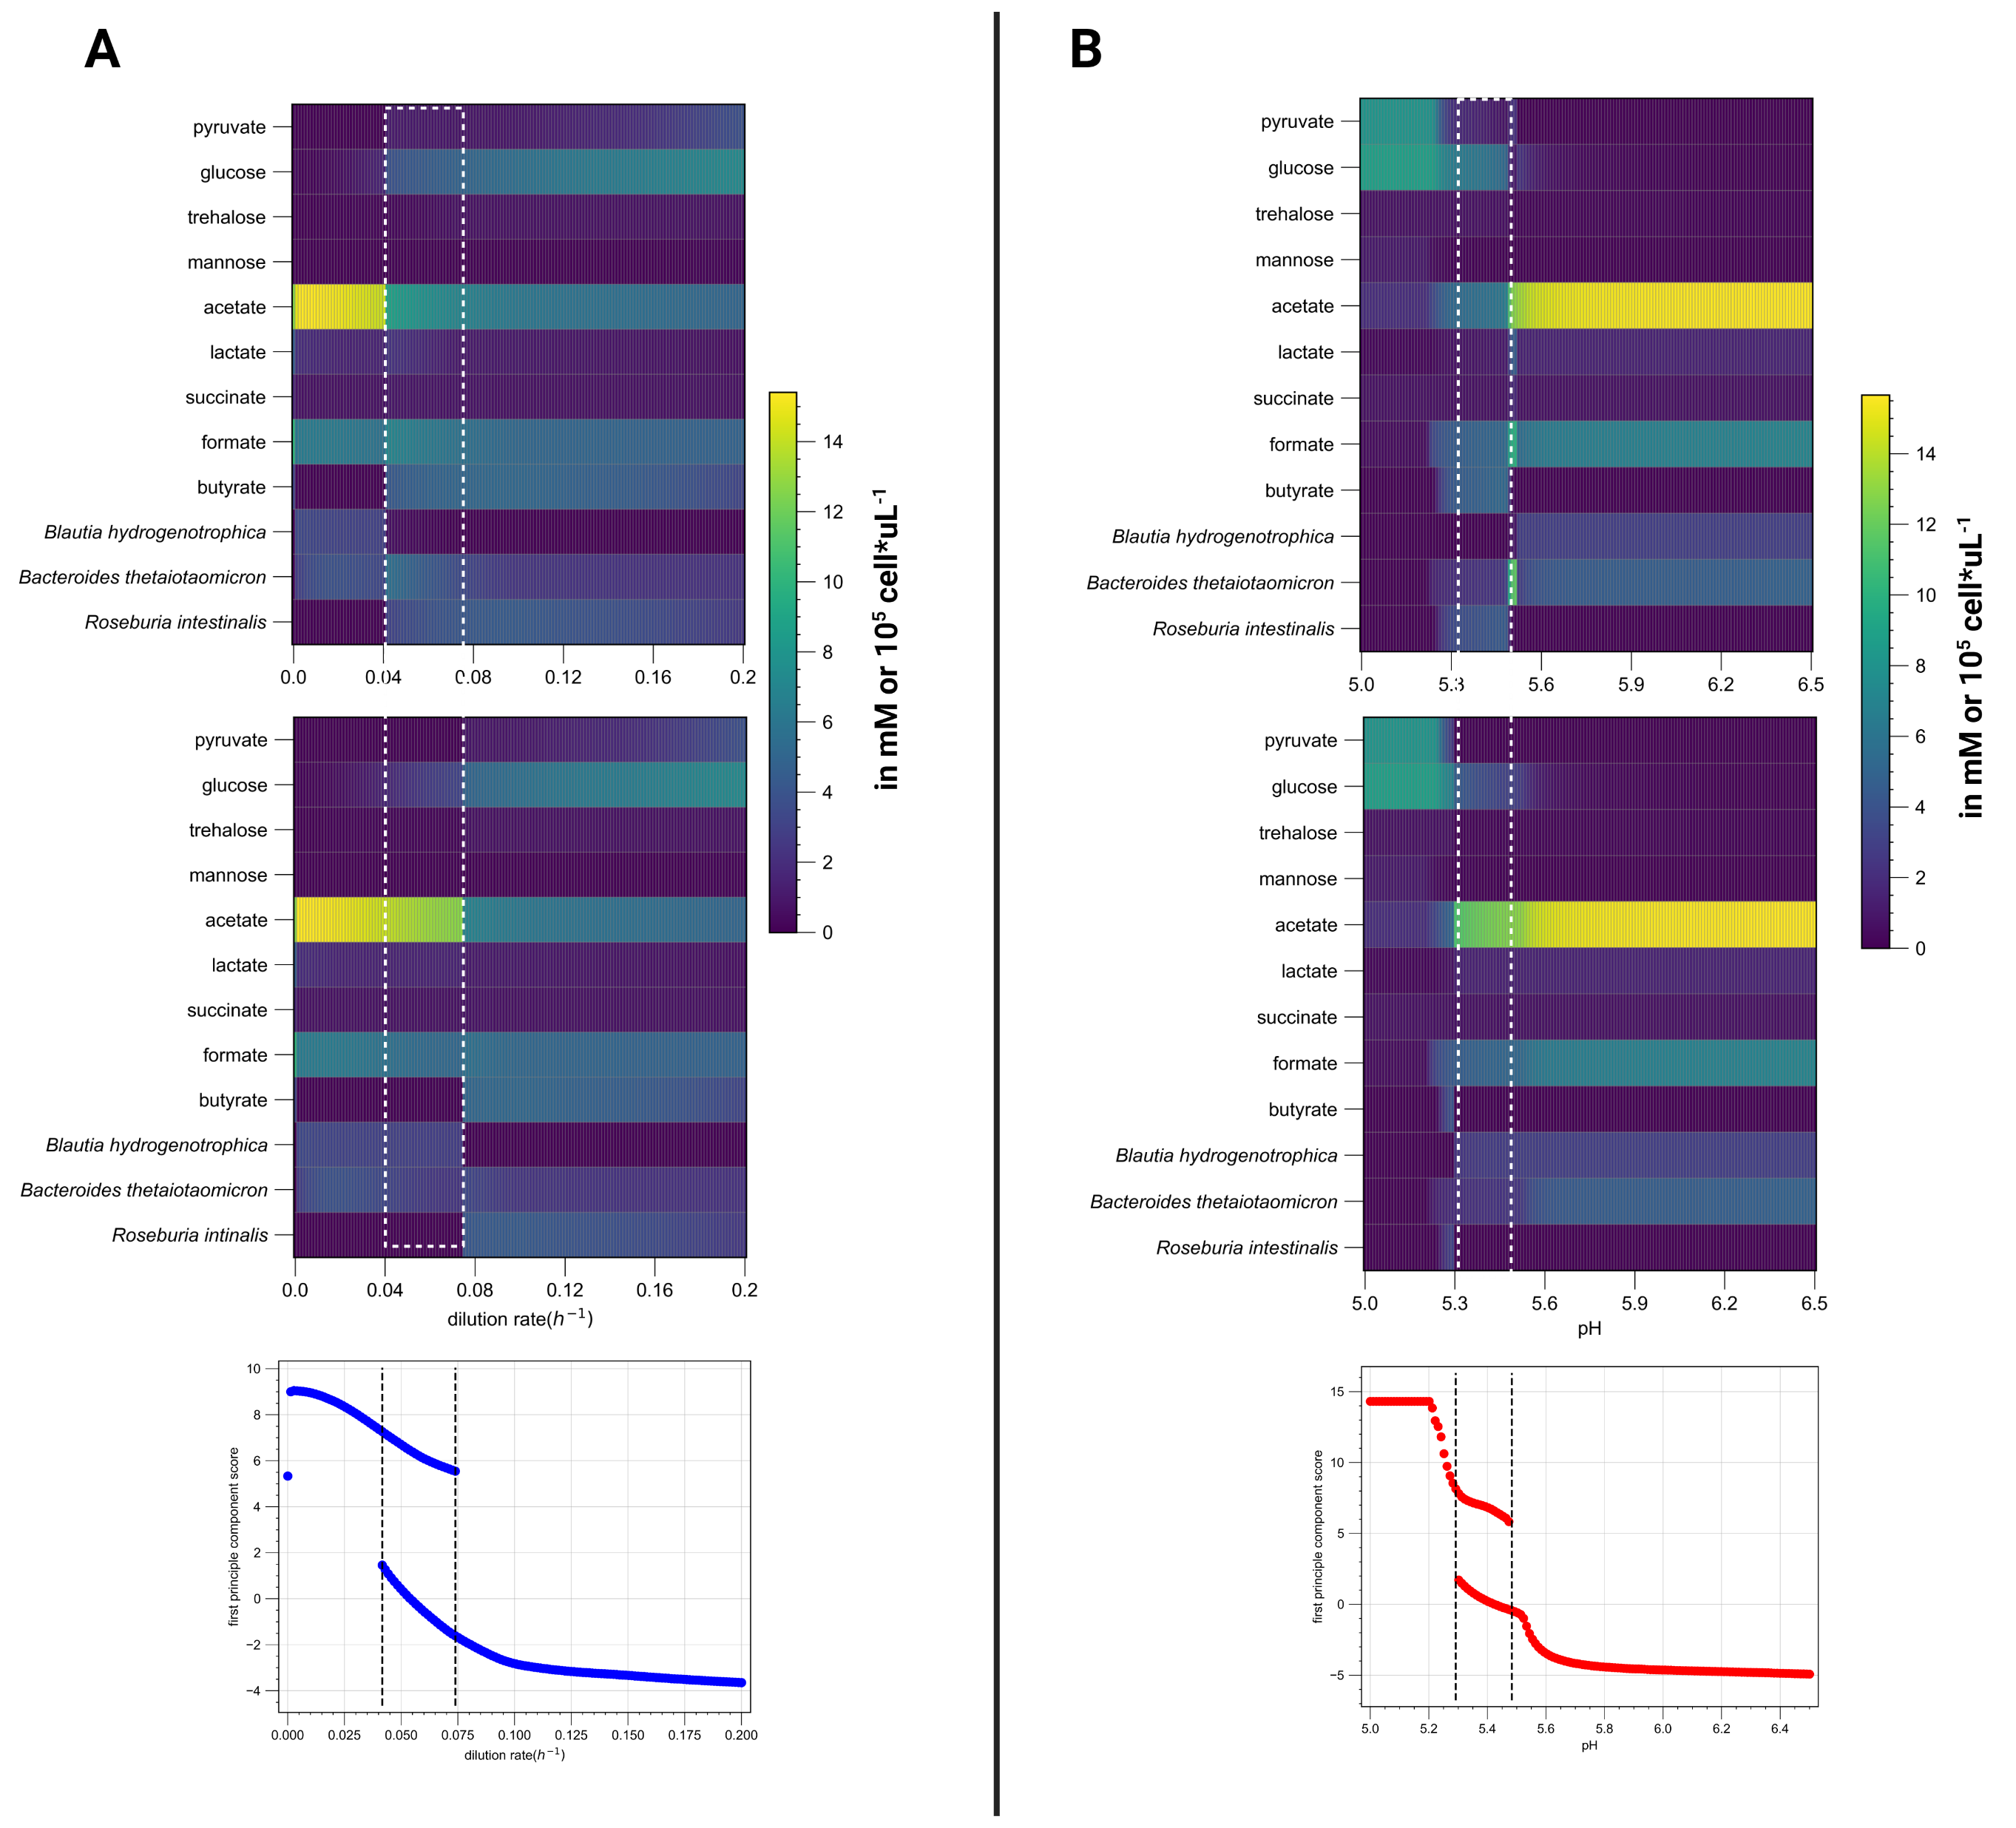 A
pyruvate
glucose
trehalose
mannose
acetate
lactate
succinate
formate
butyrate
Blautia hydrogenotrophica
Bacteroides thetaiotaomicron
Roseburia intestinalis
0.0 0.04 0.08 0.12 0.16 0.2
14
12
10
8
6
4
2
0
in mM or 10⁵ cell*uL⁻¹
pyruvate
glucose
trehalose
mannose
acetate
lactate
succinate
formate
butyrate
Blautia hydrogenotrophica
Bacteroides thetaiotaomicron
Roseburia intinalis
0.0 0.04 0.08 0.12 0.16 0.2
dilution rate(h⁻¹)
10
8
6
4
2
0
−2
−4
first principle component score
0.000 0.025 0.050 0.075 0.100 0.125 0.150 0.175 0.200
dilution rate(h⁻¹)
B
pyruvate
glucose
trehalose
mannose
acetate
lactate
succinate
formate
butyrate
Blautia hydrogenotrophica
Bacteroides thetaiotaomicron
Roseburia intestinalis
5.0 5.3 5.6 5.9 6.2 6.5
14
12
10
8
6
4
2
0
in mM or 10⁵ cell*uL⁻¹
pyruvate
glucose
trehalose
mannose
acetate
lactate
succinate
formate
butyrate
Blautia hydrogenotrophica
Bacteroides thetaiotaomicron
Roseburia intestinalis
5.0 5.3 5.6 5.9 6.2 6.5
pH
15
10
5
0
−5
first principle component score
5.0 5.2 5.4 5.6 5.8 6.0 6.2 6.4
pH